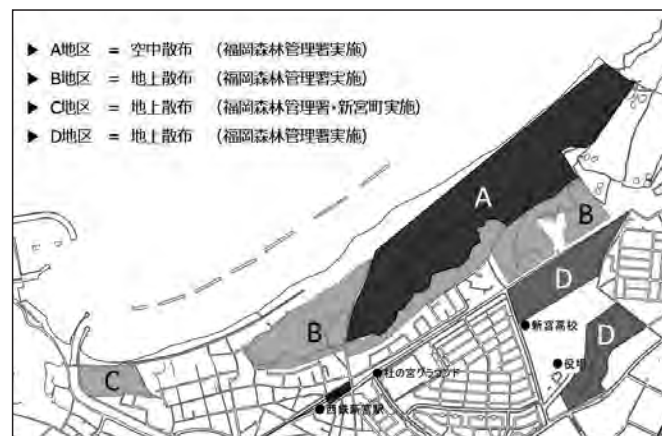 ▶ A地区 = 空中散布 (福岡森林管理署実施)
▶ B地区 = 地上散布 (福岡森林管理署実施)
▶ C地区 = 地上散布 (福岡森林管理署・新宮町実施)
▶ D地区 = 地上散布 (福岡森林管理署実施)
A
B
D
B
新宮高校
D
役場
C
杜の宮グラウンド
西鉄新宮駅